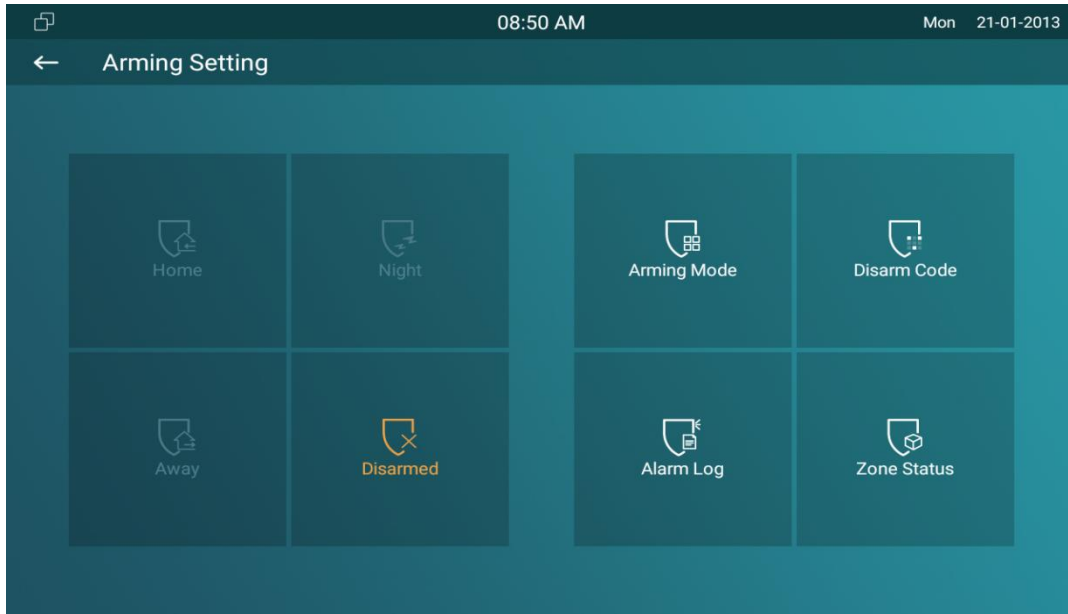 08:50 AM
Mon 21-01-2013
Arming Setting
Home
Night
Arming Mode
Disarm Code
Away
Disarmed
Alarm Log
Zone Status